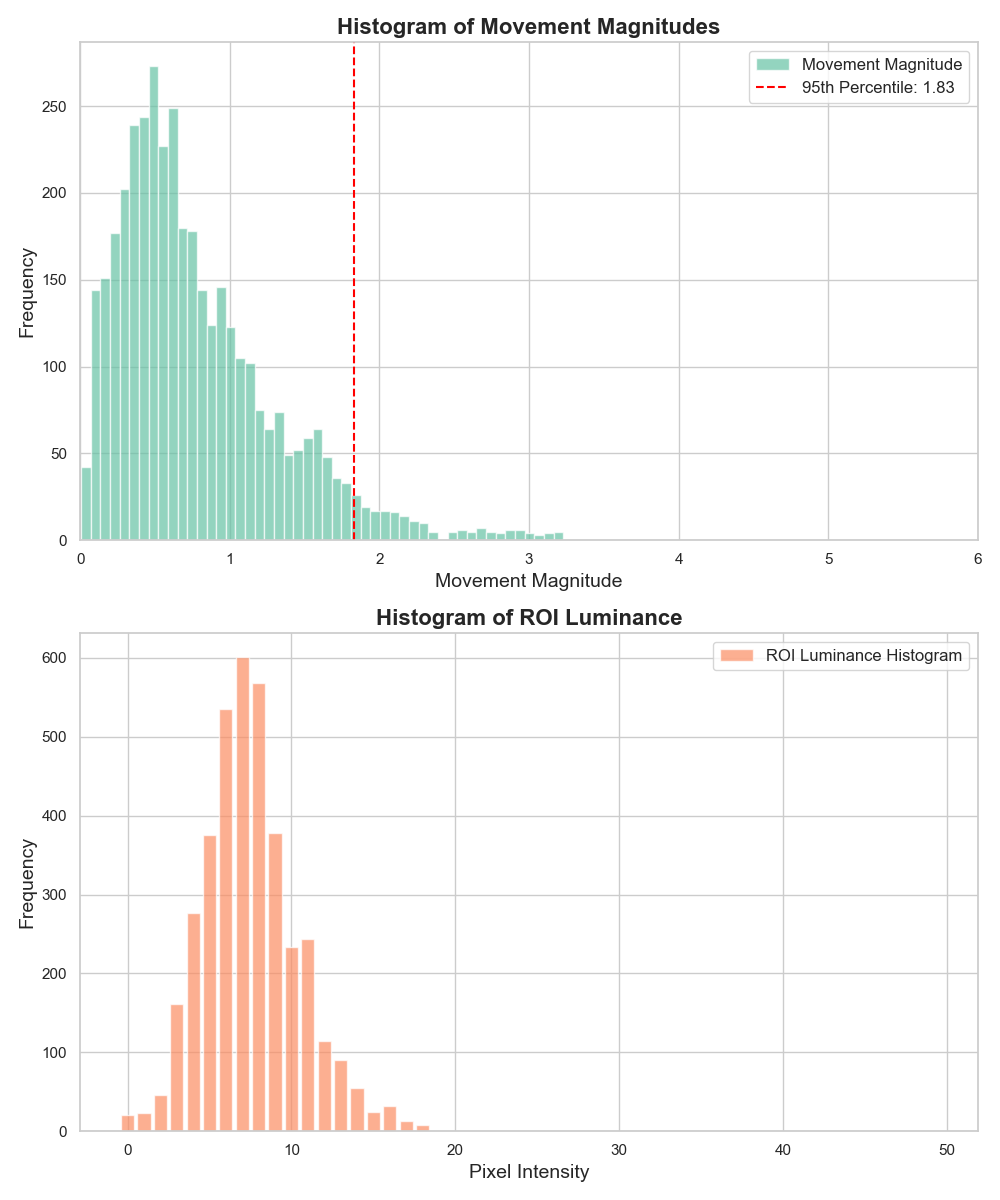 Histogram of Movement Magnitudes
Movement Magnitude
95th Percentile: 1.83
250
200
150
100
50
0
Frequency
0 1 2 3 4 5 6
Movement Magnitude
Histogram of ROI Luminance
ROI Luminance Histogram
600
500
400
300
200
100
0
Frequency
0 10 20 30 40 50
Pixel Intensity